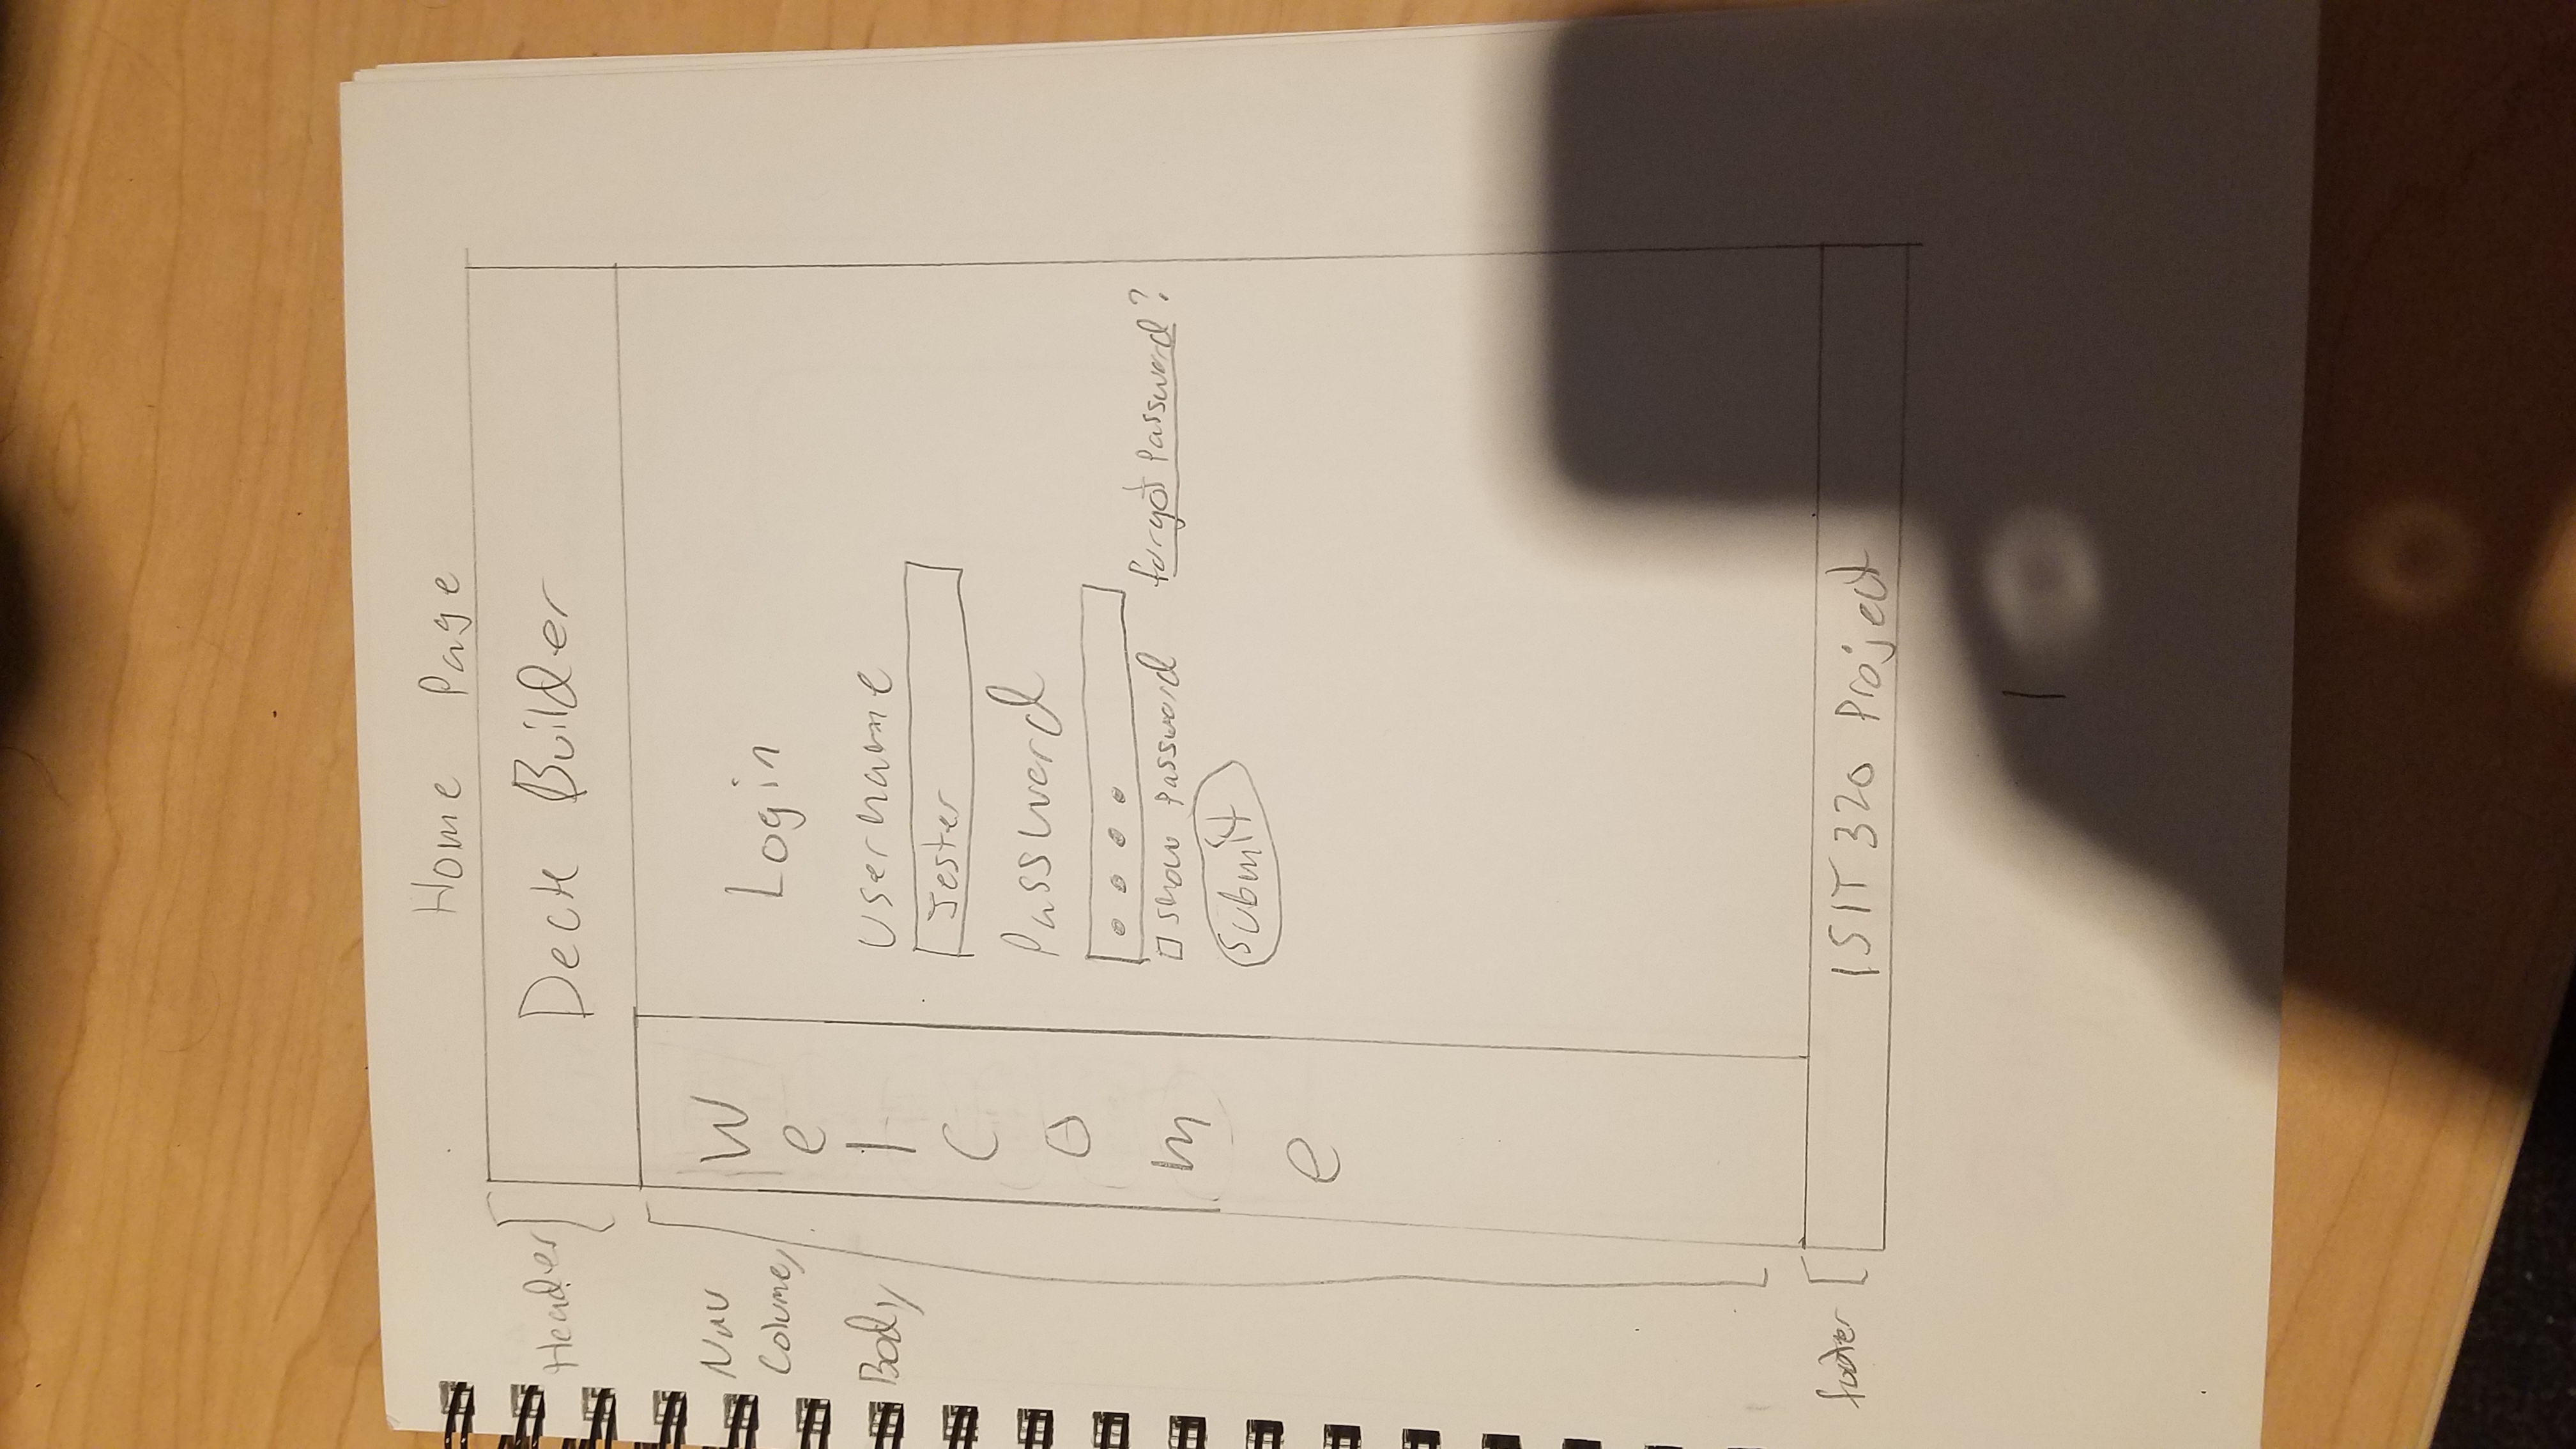 Home Page
Header
Deck Builder
Nav
Column,
Body,
W
e
l
c
o
m
e
Login
Username
Jester
Password
show password
forgot password?
submit
footer
ISIT 320 Project
1